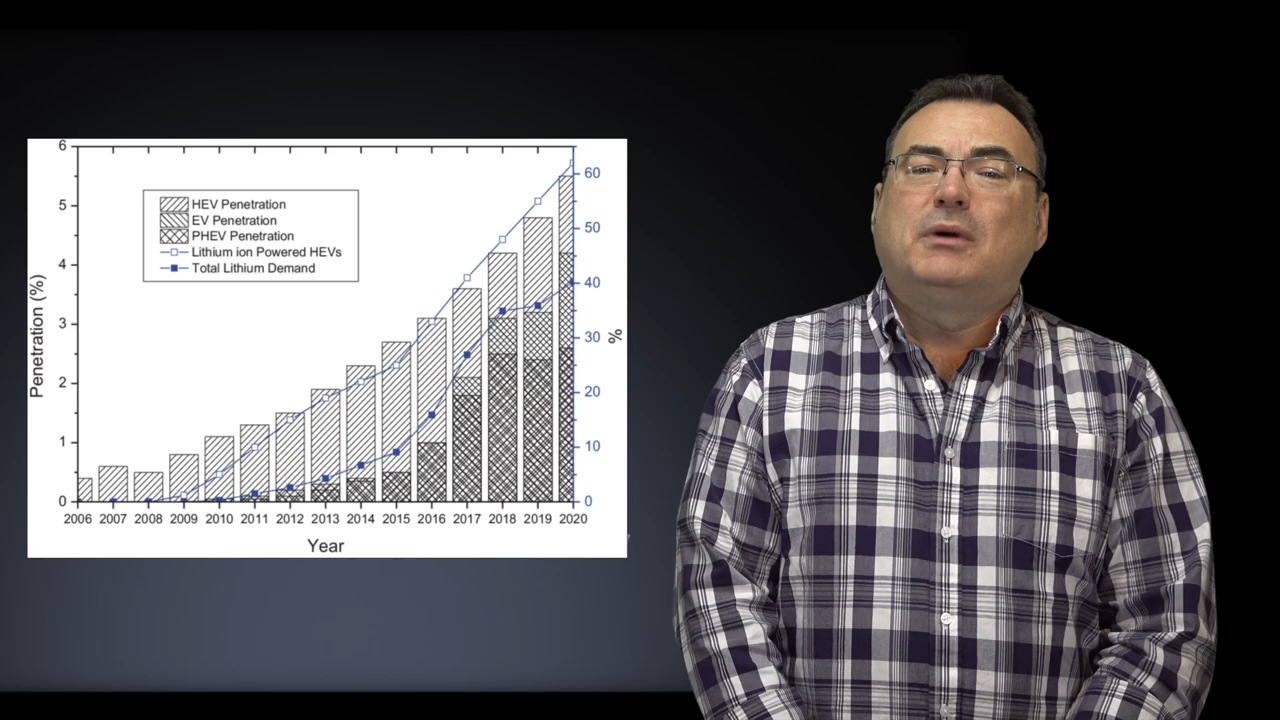 6
5
4
3
2
1
0
Penetration (%)
HEV Penetration
EV Penetration
PHEV Penetration
Lithium ion Powered HEVs
Total Lithium Demand
60
50
40
30
20
10
0
%
2006 2007 2008 2009 2010 2011 2012 2013 2014 2015 2016 2017 2018 2019 2020
Year